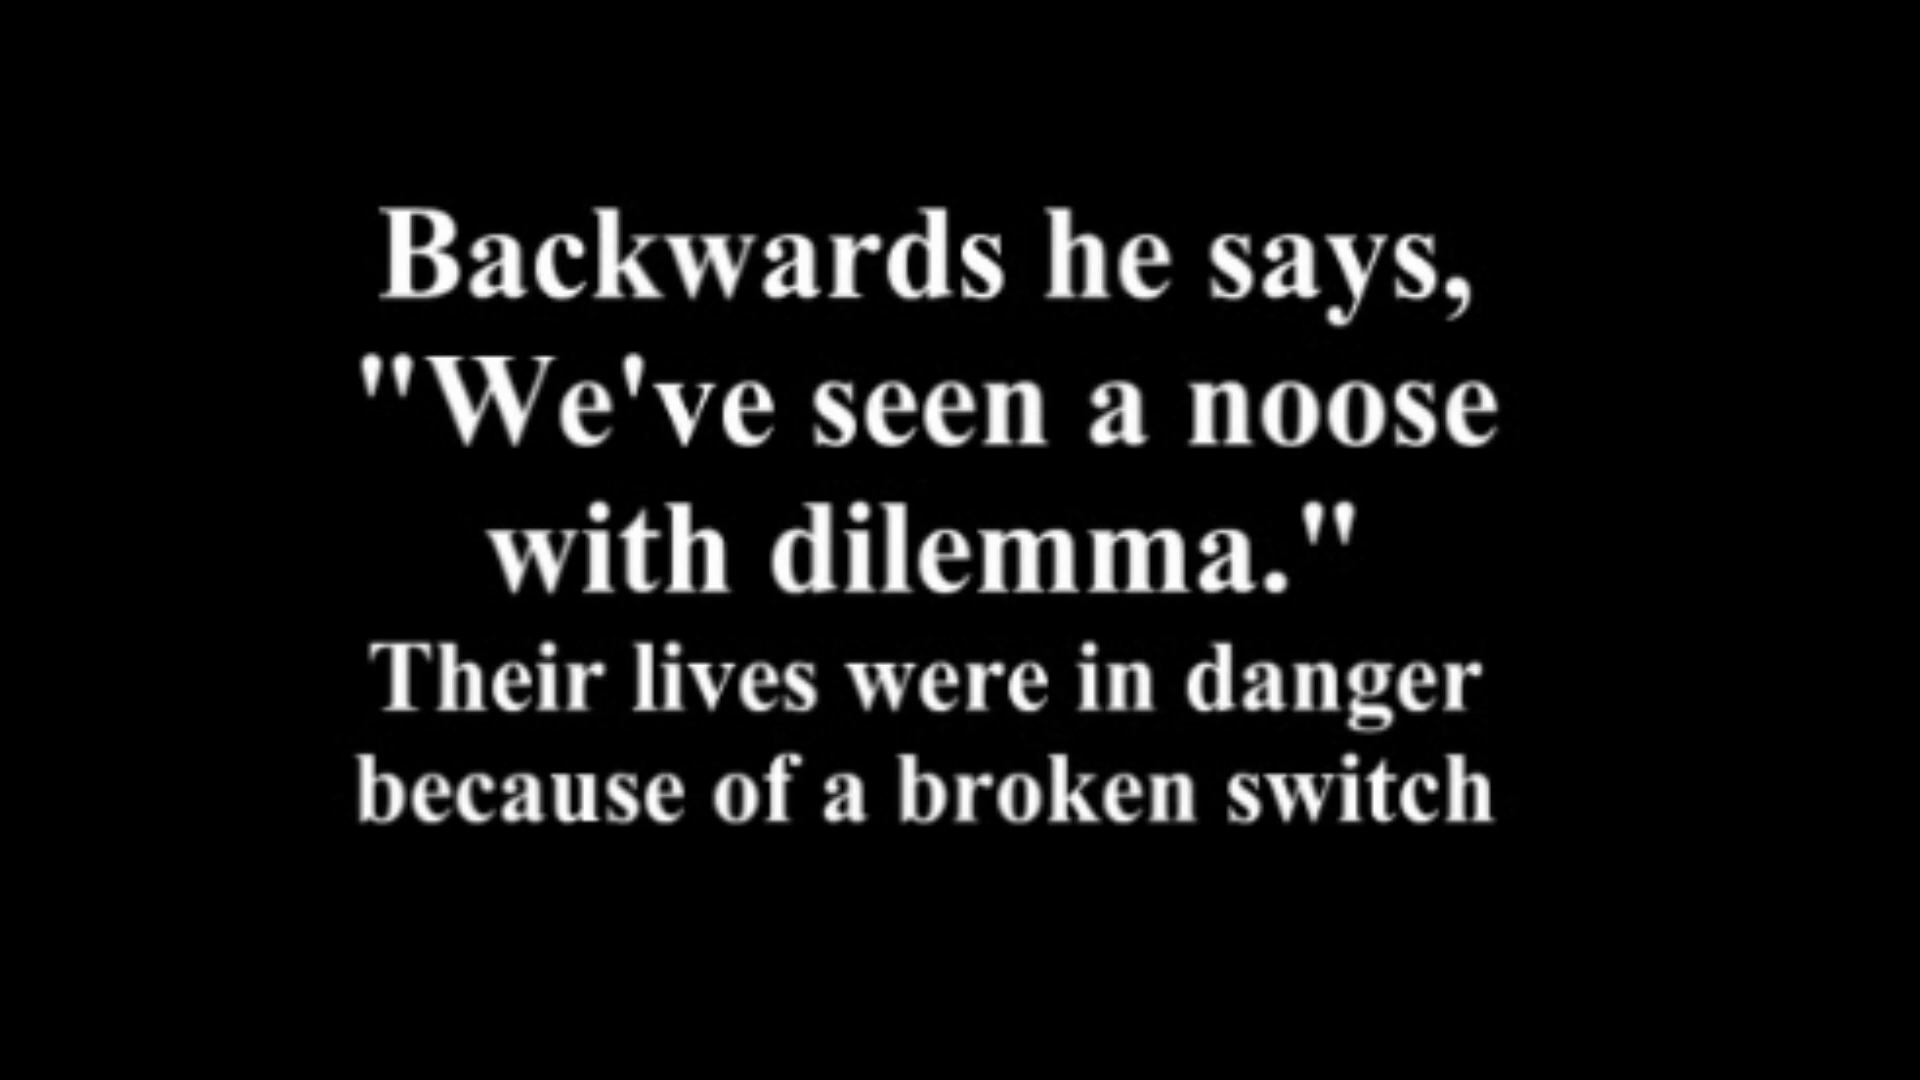 Backwards he says,
"We've seen a noose
with dilemma."
Their lives were in danger
because of a broken switch